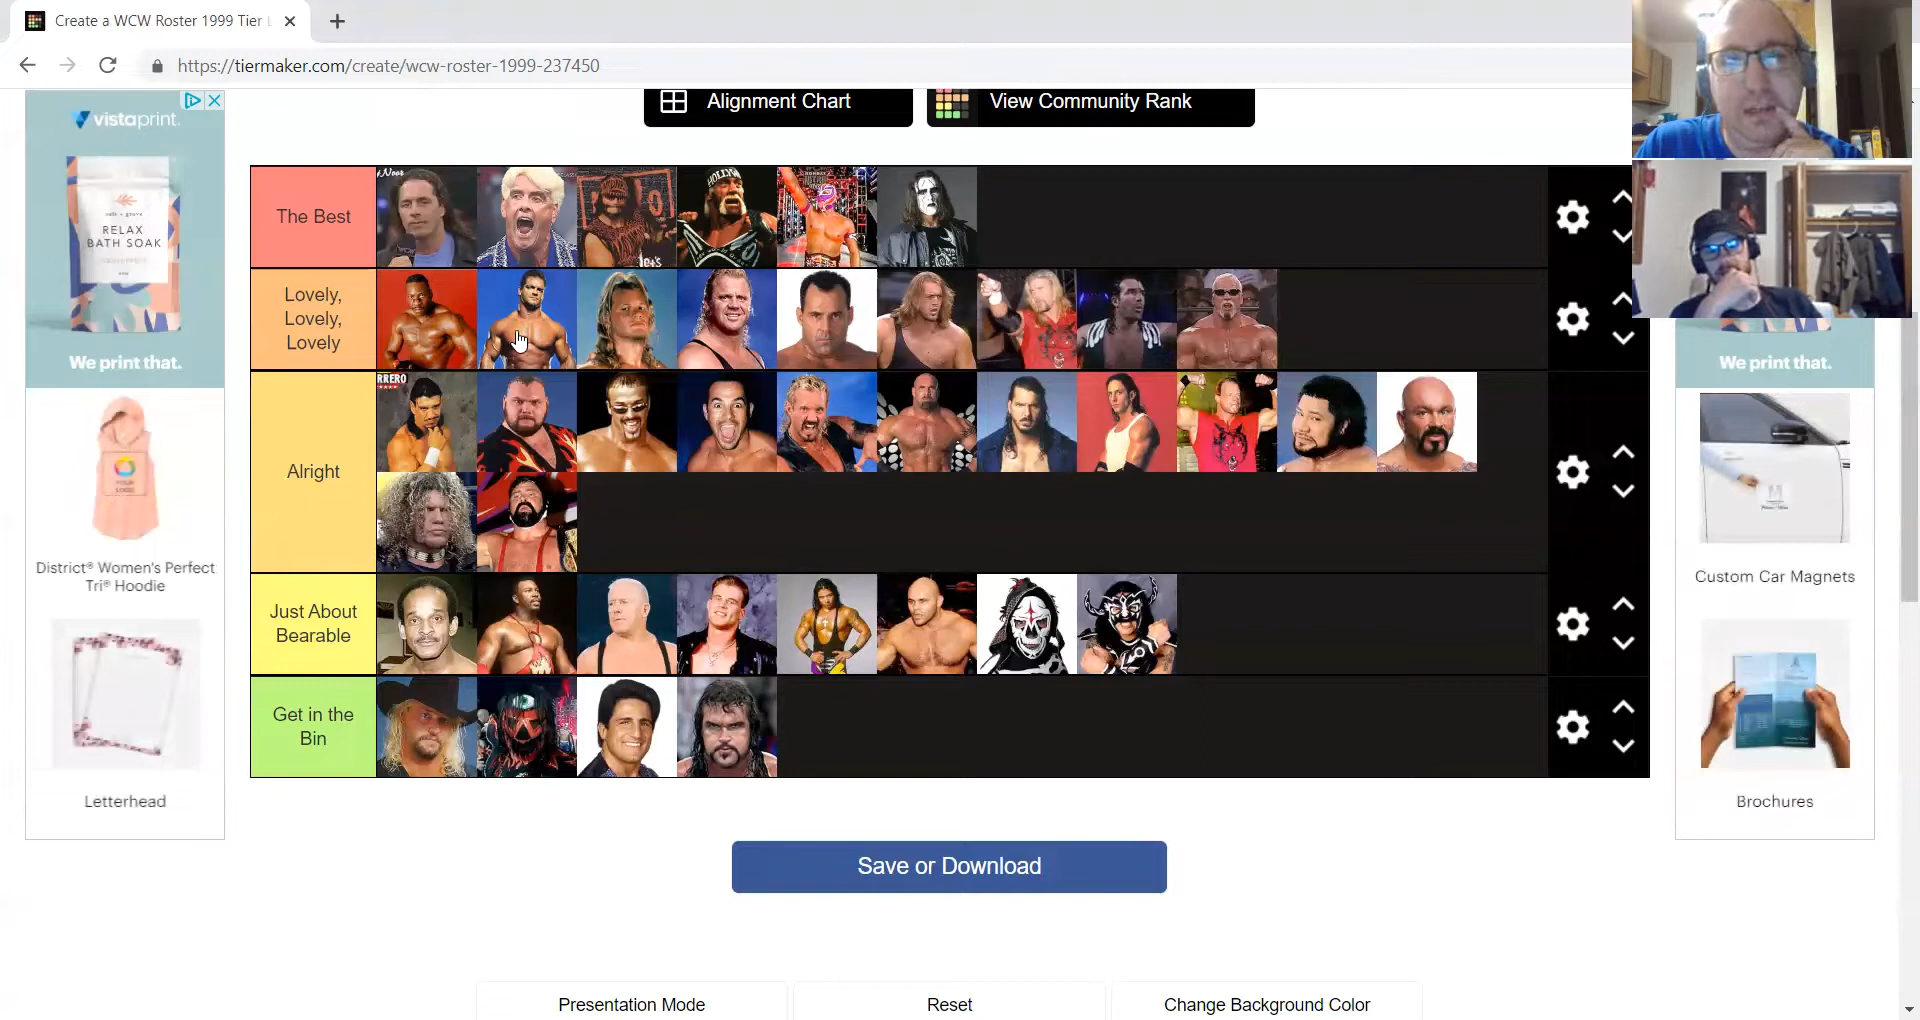 Create a WCW Roster 1999 Tier
https://tiermaker.com/create/wcw-roster-1999-237450
Alignment Chart
View Community Rank
vistaprint.
RELAX
BATH SOAK
We print that.
District® Women's Perfect
Tri® Hoodie
Letterhead
The Best
HOLLYW
let's
Lovely,
Lovely,
Lovely
Alright
RRERO
Just About
Bearable
Get in the
Bin
We print that.
Custom Car Magnets
Brochures
Save or Download
Presentation Mode
Reset
Change Background Color